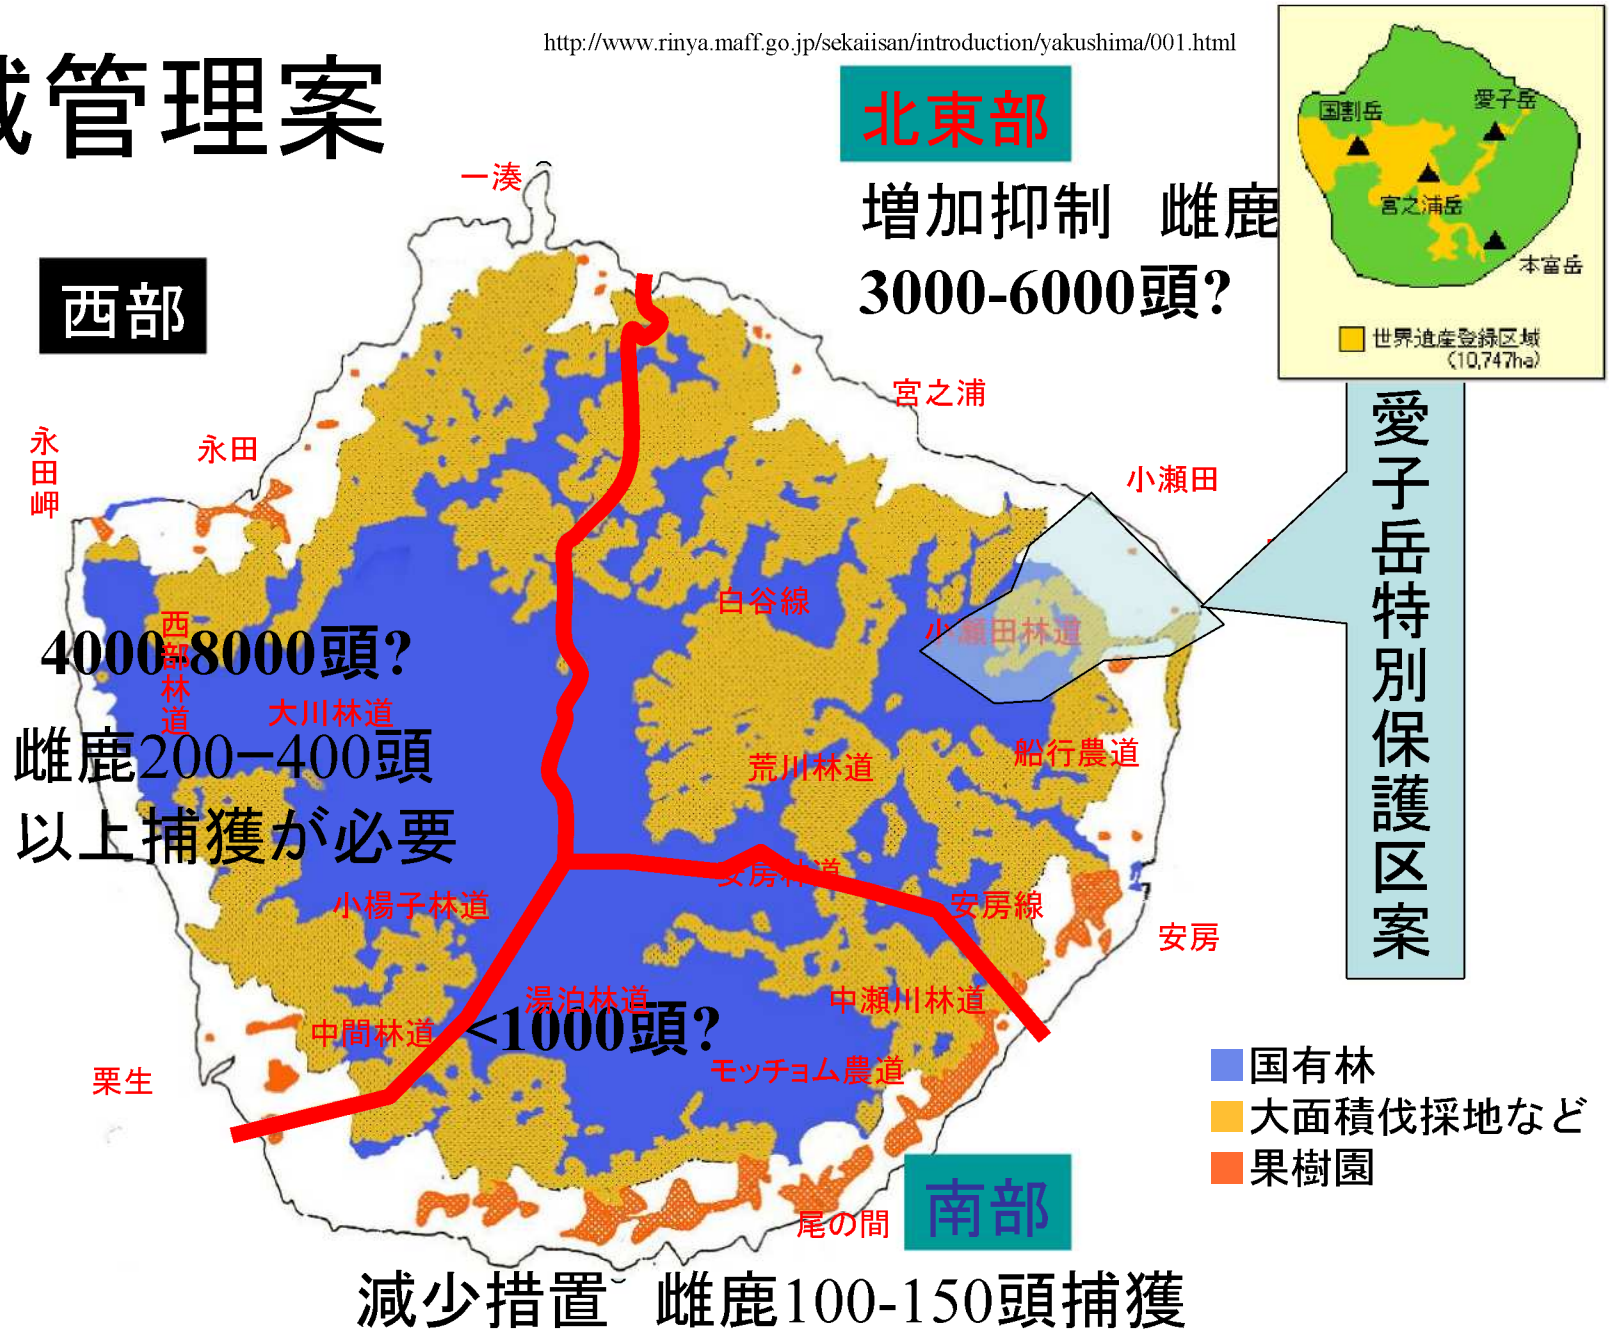 http://www.rinya.maff.go.jp/sekaiisan/introduction/yakushima/001.html
域管理案
北東部
増加抑制 雌鹿
3000-6000頭?
西部
国割岳
愛子岳
宮之浦岳
本富岳
世界遺産登録区域
(10,747ha)
愛子岳特別保護区案
一湊
宮之浦
永田岬
永田
小瀬田
白谷線
小瀬田林道
西部林道
4000-8000頭?
大川林道
雌鹿200−400頭
以上捕獲が必要
荒川林道
船行農道
安房林道
小楊子林道
安房線
安房
湯泊林道
中瀬川林道
中間林道
<1000頭?
モッチョム農道
栗生
国有林
大面積伐採地など
果樹園
南部
尾の間
減少措置 雌鹿100-150頭捕獲